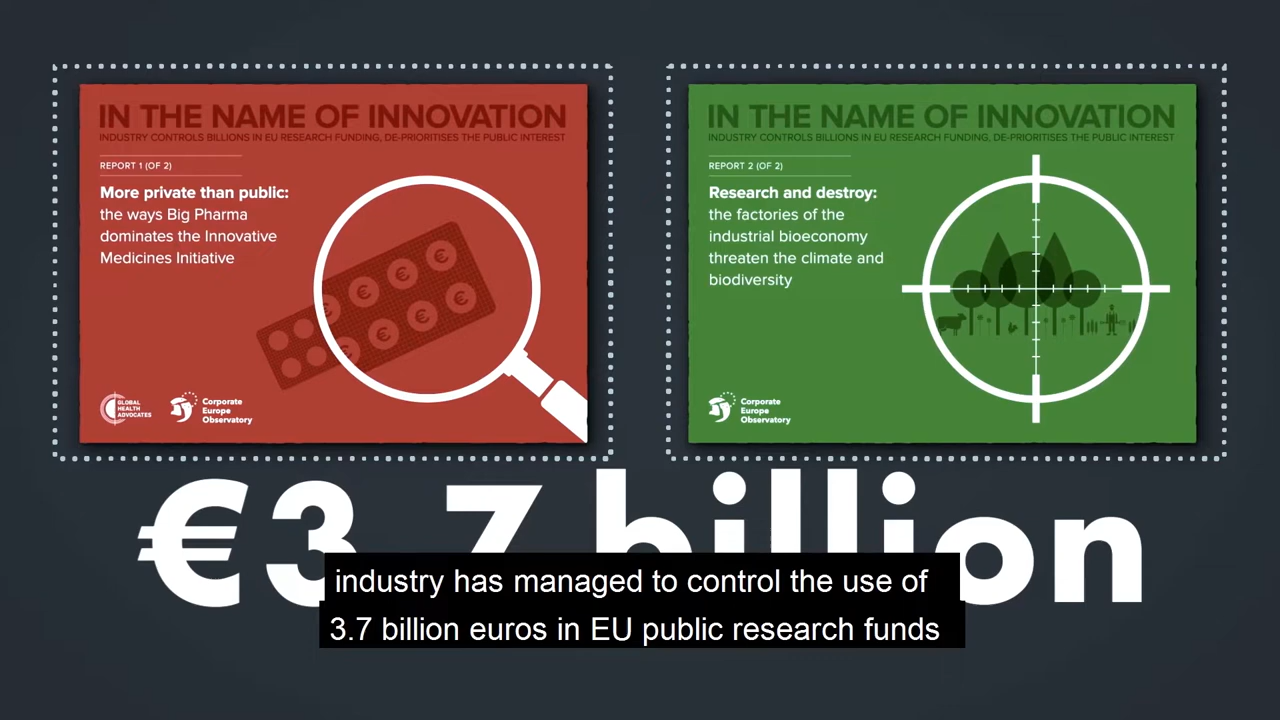 IN THE NAME OF INNOVATION
INDUSTRY CONTROLS BILLIONS IN EU RESEARCH FUNDING, DE-PRIORITISES THE PUBLIC INTEREST
REPORT 1 (OF 2)
More private than public:
the ways Big Pharma
dominates the Innovative
Medicines Initiative
GLOBAL
HEALTH
ADVOCATES
Corporate
Europe
Observatory
IN THE NAME OF INNOVATION
INDUSTRY CONTROLS BILLIONS IN EU RESEARCH FUNDING, DE-PRIORITISES THE PUBLIC INTEREST
REPORT 2 (OF 2)
Research and destroy:
the factories of the
industrial bioeconomy
threaten the climate and
biodiversity
Corporate
Europe
Observatory
€3.7 billion
industry has managed to control the use of
3.7 billion euros in EU public research funds